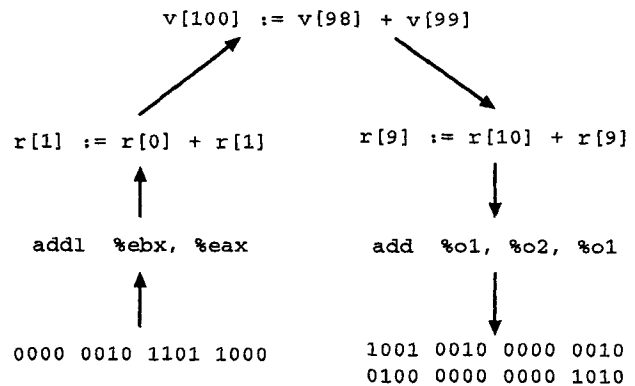 v[100] := v[98] + v[99]
r[1] := r[0] + r[1]
r[9] := r[10] + r[9]
addl %ebx, %eax
add %o1, %o2, %o1
0000 0010 1101 1000
1001 0010 0000 0010
0100 0000 0000 1010